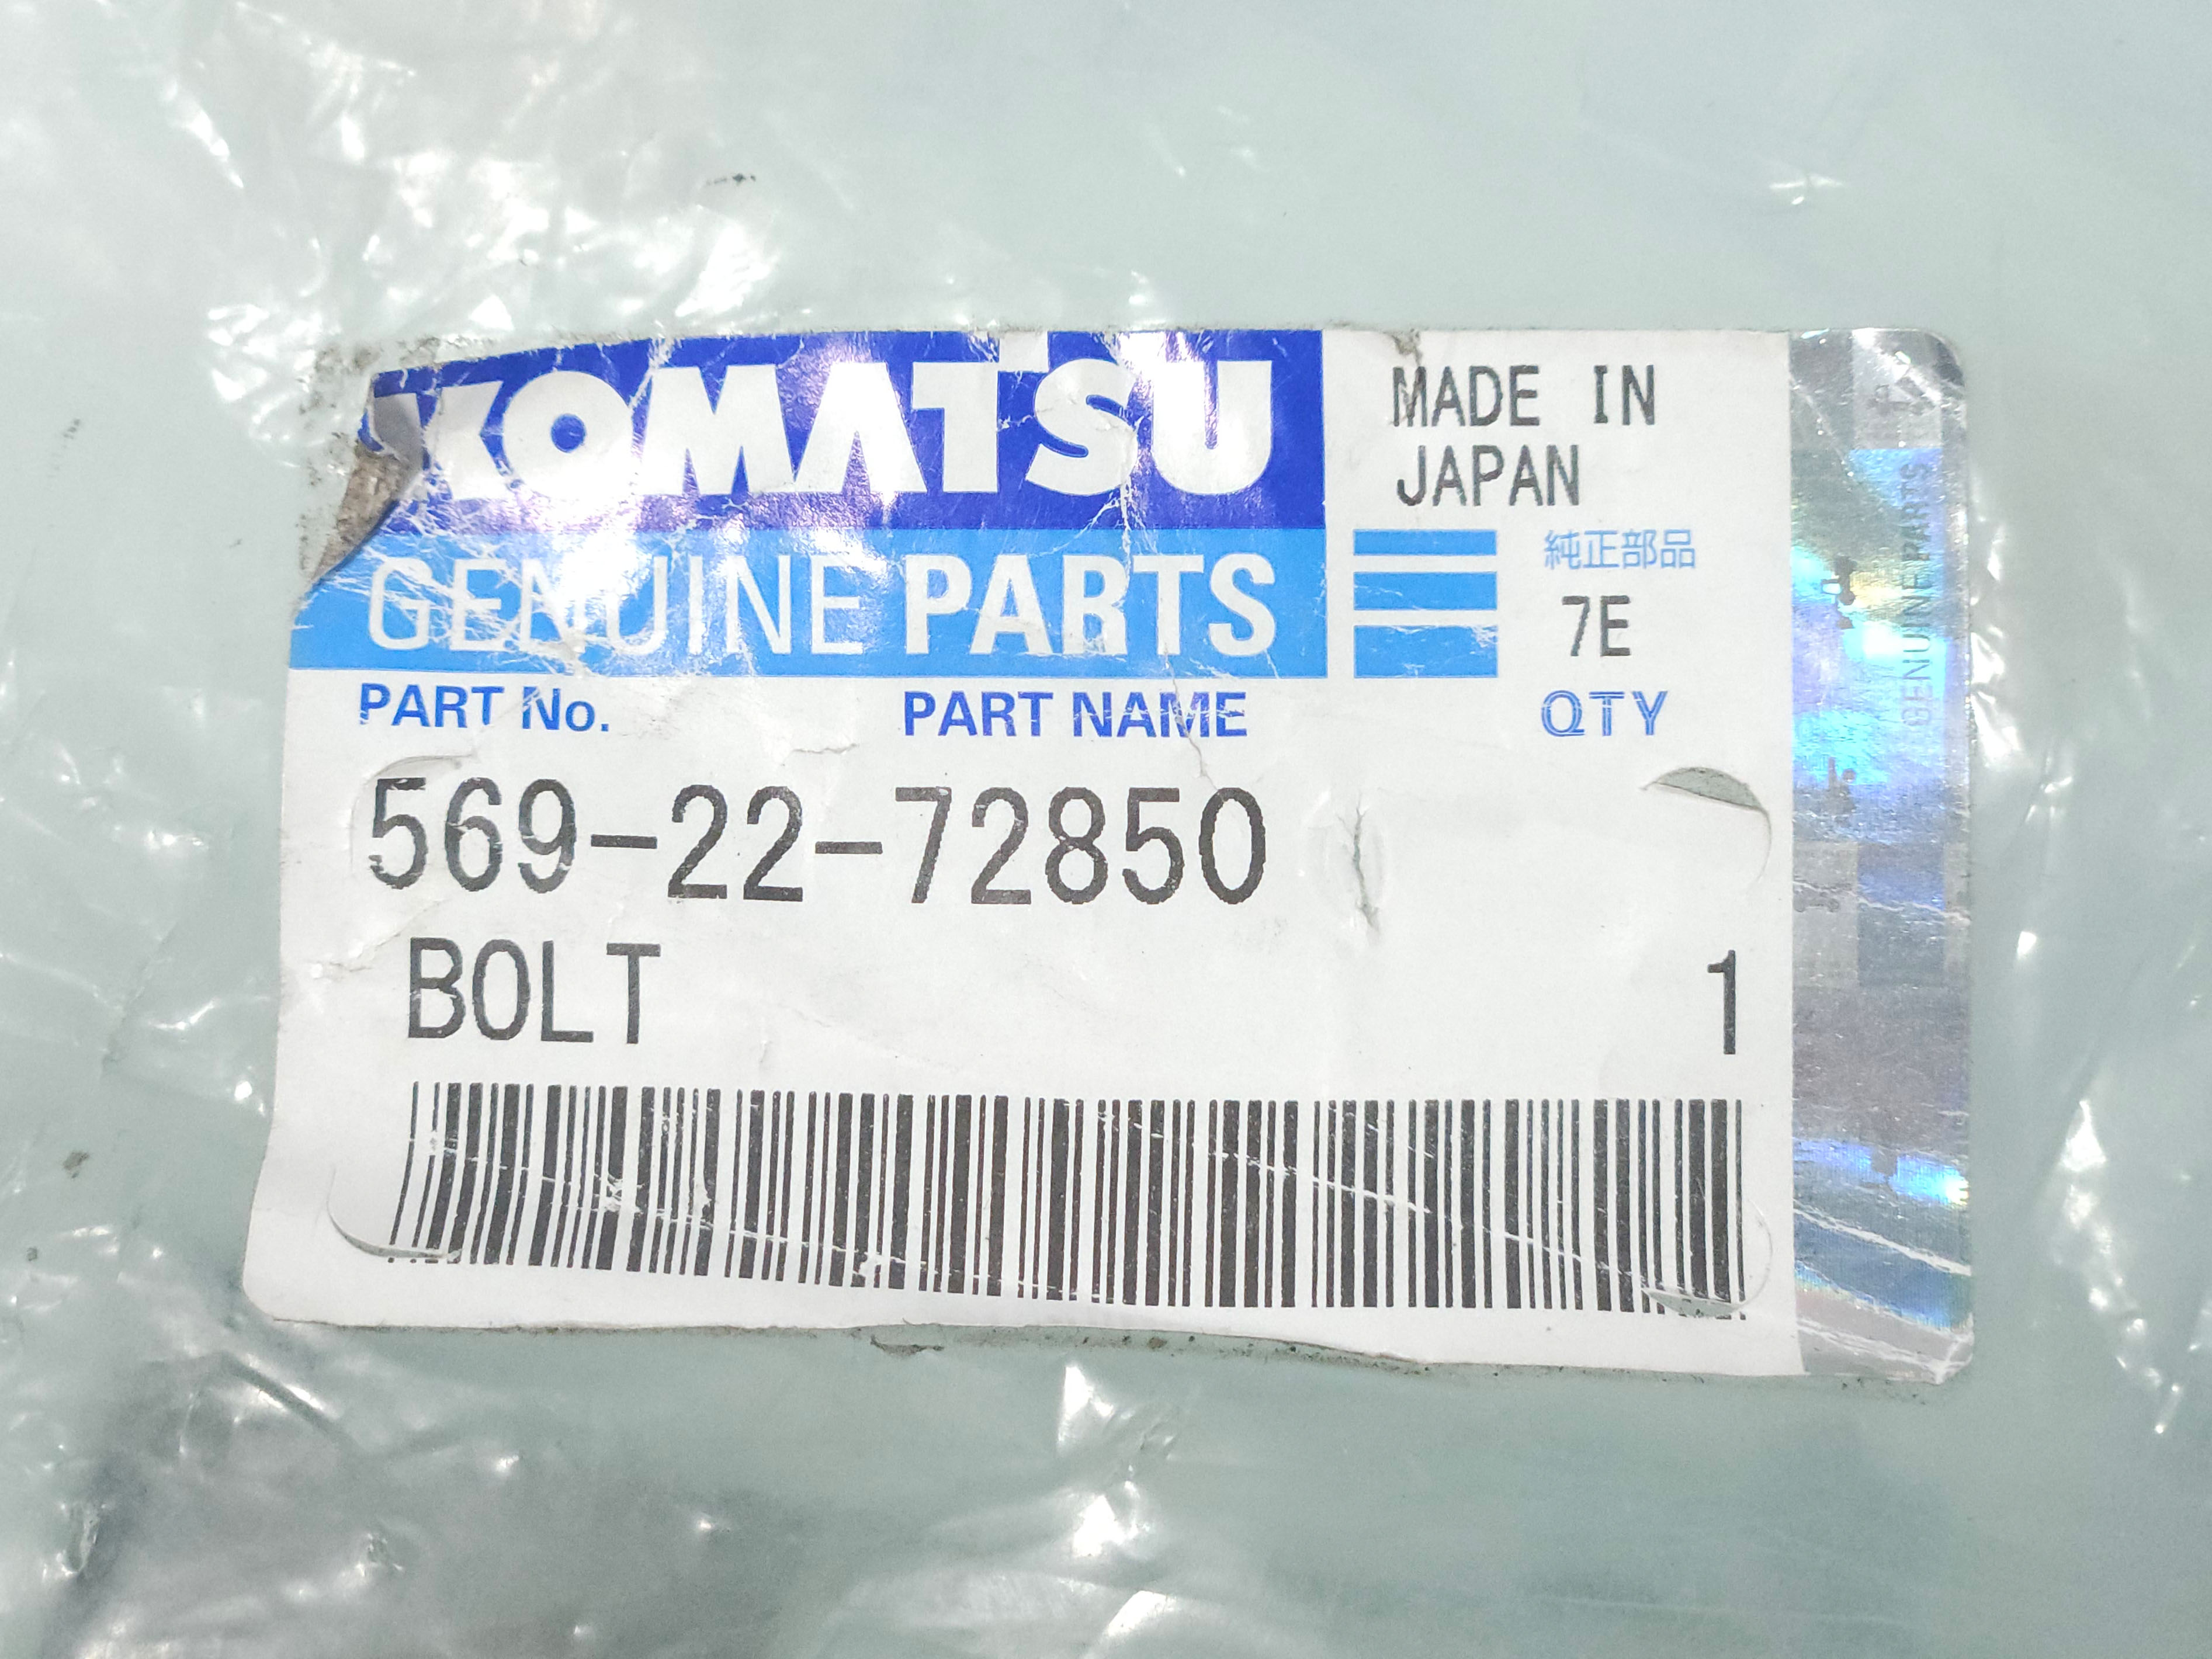 KOMATSU
MADE IN
JAPAN
GENUINE PARTS
純正部品
7E
PART No.
PART NAME
QTY
569-22-72850
BOLT
1
GENUINE PARTS